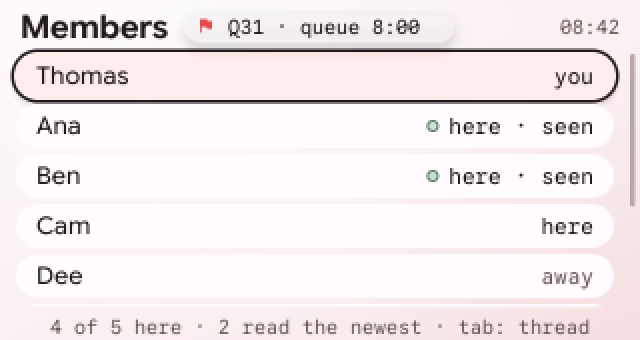 Members Q31 · queue 8:00 08:42
Thomas you
Ana here · seen
Ben here · seen
Cam here
Dee away
4 of 5 here · 2 read the newest · tab: thread